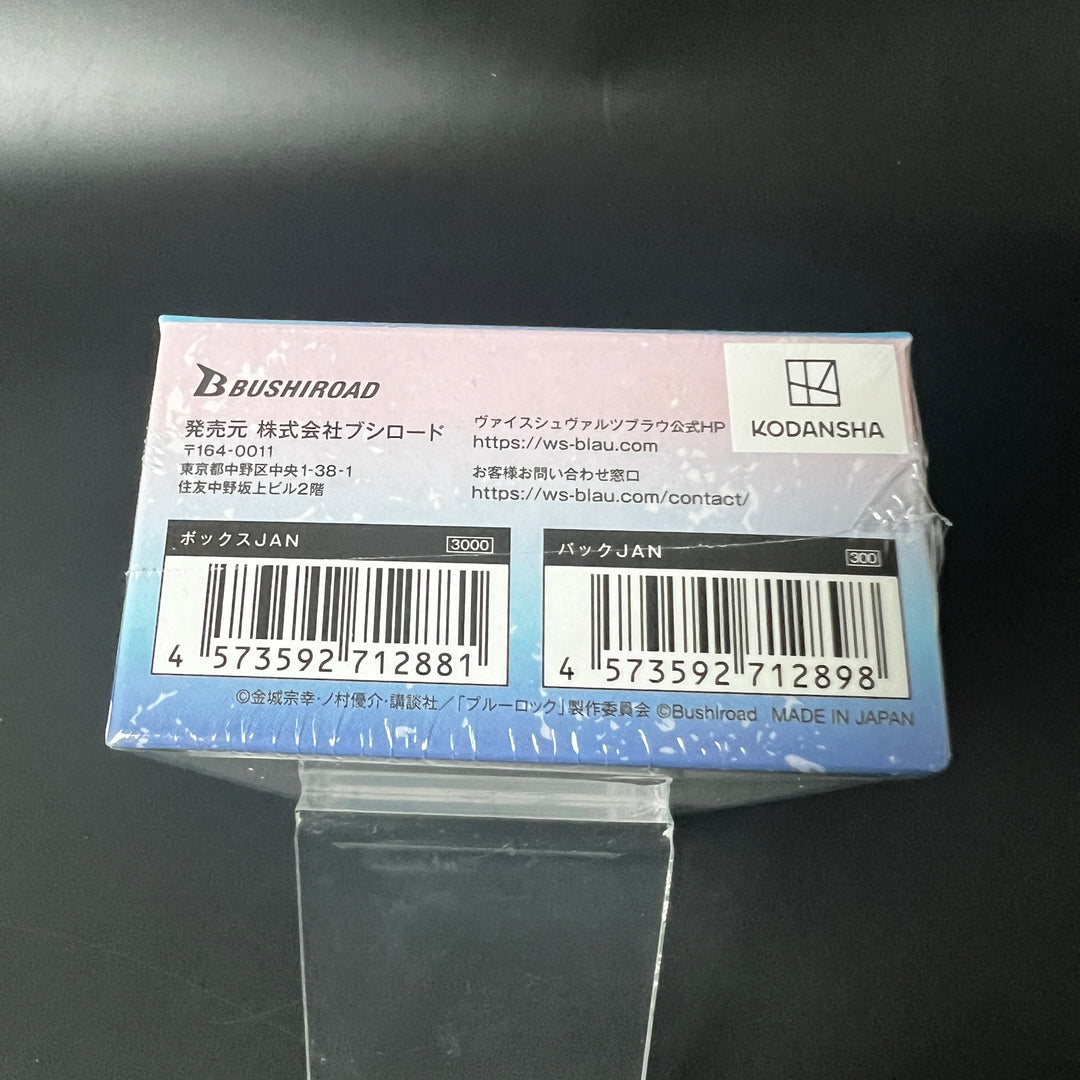 BUSHIROAD
発売元 株式会社ブシロード
〒164-0011
東京都中野区中央1-38-1
住友中野坂上ビル2階
ヴァイスシュヴァルツブラウ公式HP
https://ws-blau.com
お客様お問い合わせ窓口
https://ws-blau.com/contact/
KODANSHA
ボックスJAN
3000
4 573592 712881
パックJAN
300
4 573592 712898
©金城宗幸・ノ村優介・講談社／「ブルーロック」製作委員会 ©Bushiroad MADE IN JAPAN